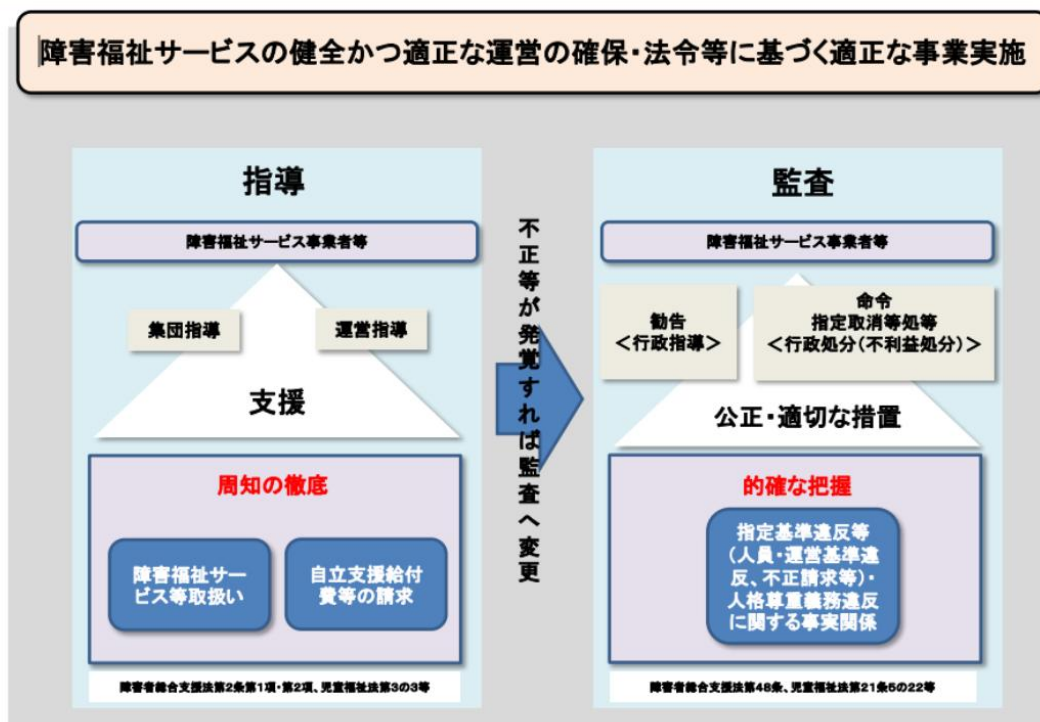 障害福祉サービスの健全かつ適正な運営の確保・法令等に基づく適正な事業実施
指導
障害福祉サービス事業者等
集団指導
運営指導
支援
周知の徹底
障害福祉サー
ビス等取扱い
自立支援給付
費等の請求
障害者総合支援法第2条第1項・第2項、児童福祉法第3の3等
不正等が発覚すれば監査へ変更
監査
障害福祉サービス事業者等
勧告
<行政指導>
命令
指定取消等処等
<行政処分(不利益処分)>
公正・適切な措置
的確な把握
指定基準違反等
(人員・運営基準違
反、不正請求等)・
人格尊重義務違反
に関する事実関係
障害者総合支援法第48条、児童福祉法第21条5の22等